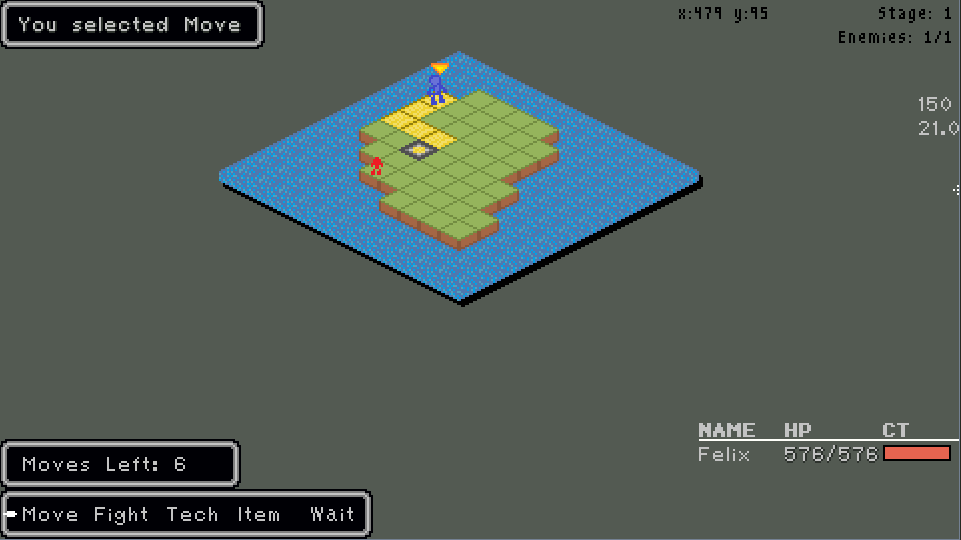 You selected Move
x:479 y:95
Stage: 1
Enemies: 1/1
150
21.0
NAME HP CT
Felix 576/576
Moves Left: 6
Move Fight Tech Item Wait